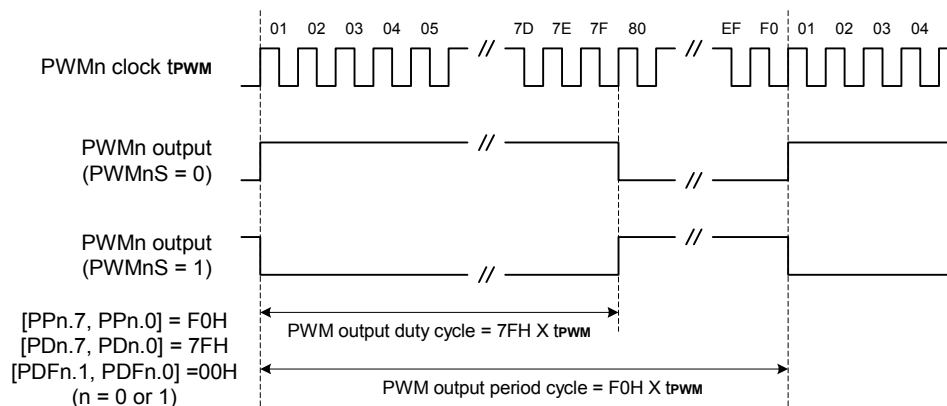 01 02 03 04 05 // 7D 7E 7F 80 // EF F0 01 02 03 04
PWMn clock tPWM
PWMn output
(PWMnS = 0)
// //
PWMn output
(PWMnS = 1)
// //
[PPn.7, PPn.0] = F0H
[PDn.7, PDn.0] = 7FH
[PDFn.1, PDFn.0] =00H
(n = 0 or 1)
PWM output duty cycle = 7FH X tPWM
PWM output period cycle = F0H X tPWM